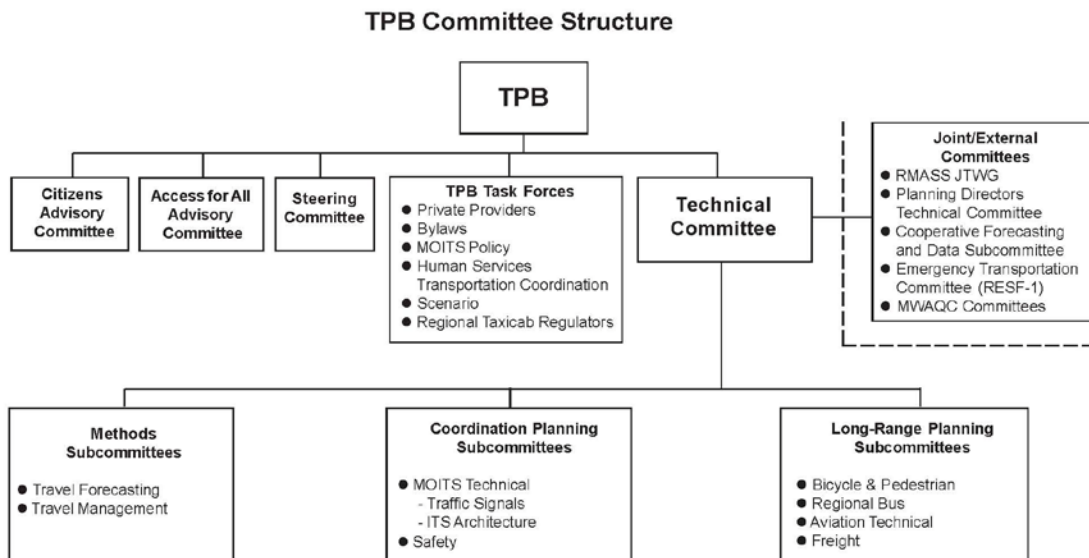 TPB Committee Structure
TPB
Citizens
Advisory
Committee
Access for All
Advisory
Committee
Steering
Committee
TPB Task Forces
● Private Providers
● Bylaws
● MOITS Policy
● Human Services
Transportation Coordination
● Scenario
● Regional Taxicab Regulators
Technical
Committee
Joint/External
Committees
● RMASS JTWG
● Planning Directors
Technical Committee
● Cooperative Forecasting
and Data Subcommittee
● Emergency Transportation
Committee (RESF-1)
● MWAQC Committees
Methods
Subcommittees
● Travel Forecasting
● Travel Management
Coordination Planning
Subcommittees
● MOITS Technical
- Traffic Signals
- ITS Architecture
● Safety
Long-Range Planning
Subcommittees
● Bicycle & Pedestrian
● Regional Bus
● Aviation Technical
● Freight